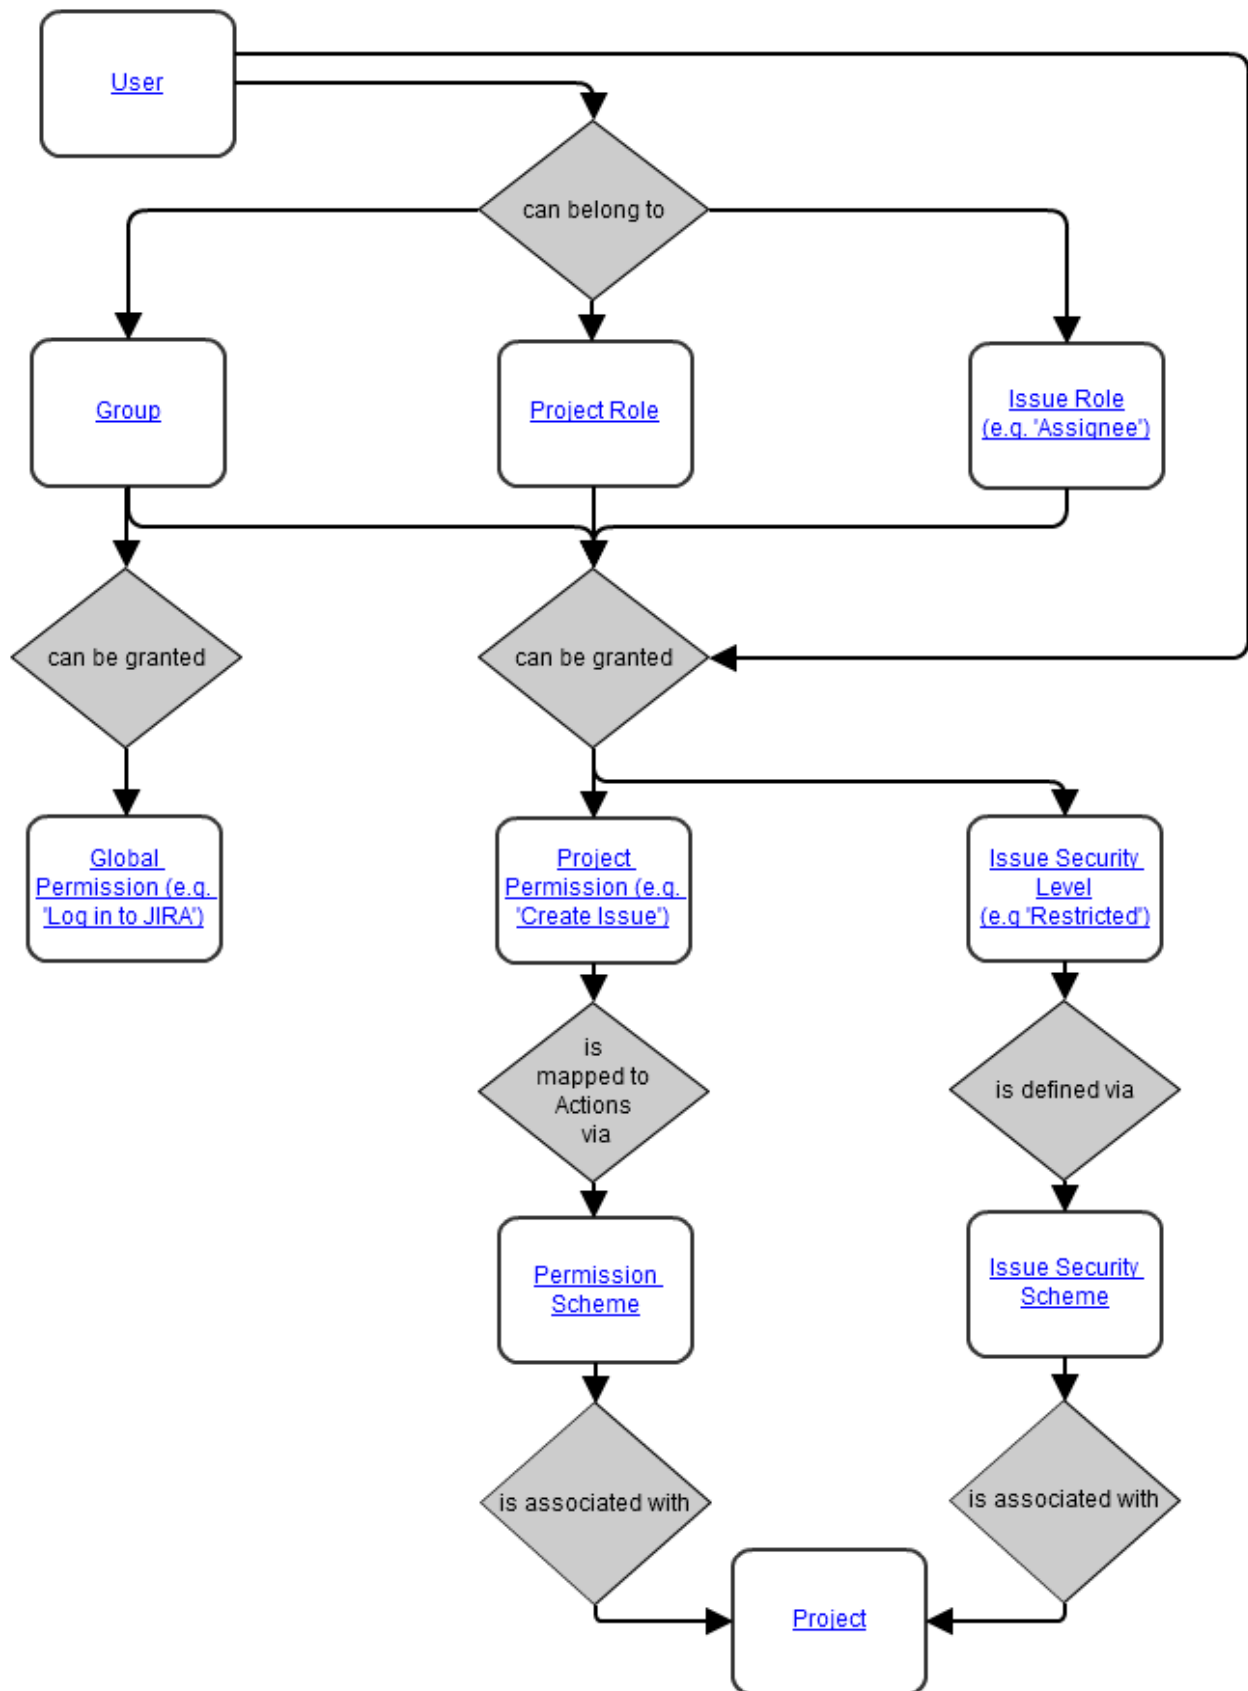 User
can belong to
Group
Project Role
Issue Role
(e.g. 'Assignee')
can be granted
can be granted
Global
Permission (e.g.
'Log in to JIRA')
Project
Permission (e.g.
'Create Issue')
Issue Security
Level
(e.g 'Restricted')
is
mapped to
Actions
via
is defined via
Permission
Scheme
Issue Security
Scheme
is associated with
is associated with
Project